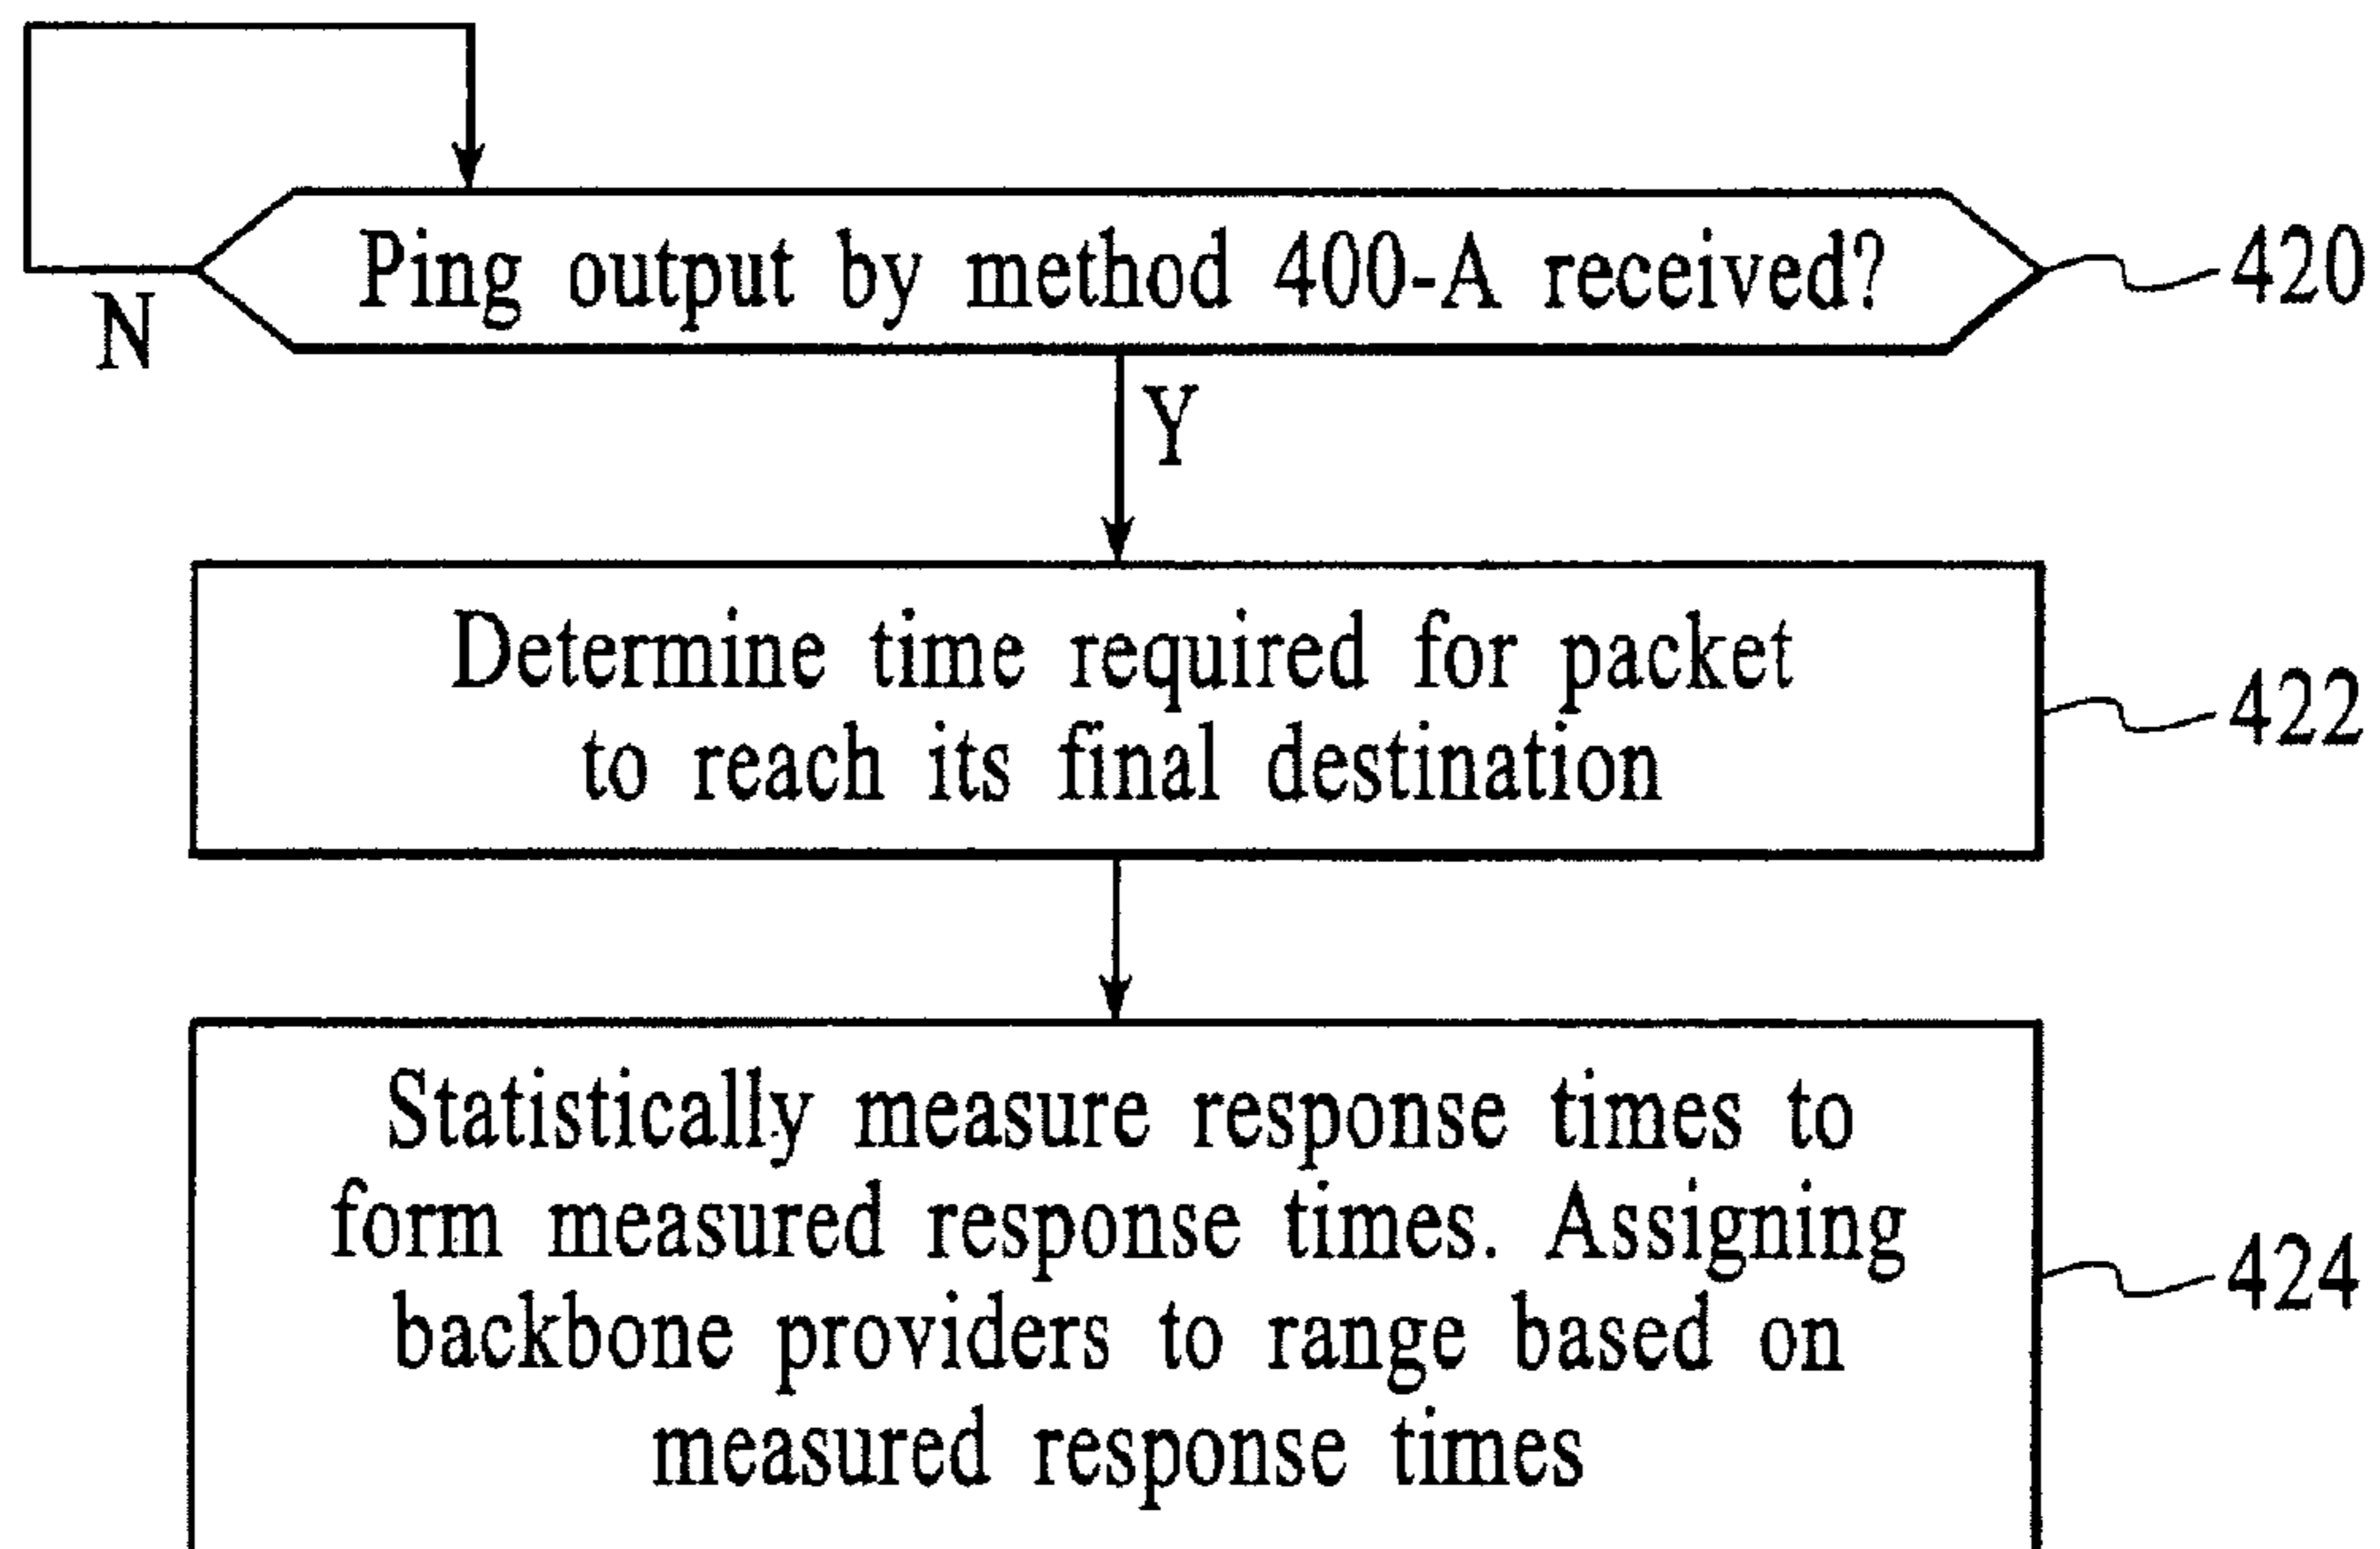 Ping output by method 400-A received?
420
N
Y
Determine time required for packet
to reach its final destination
422
Statistically measure response times to
form measured response times. Assigning
backbone providers to range based on
measured response times
424